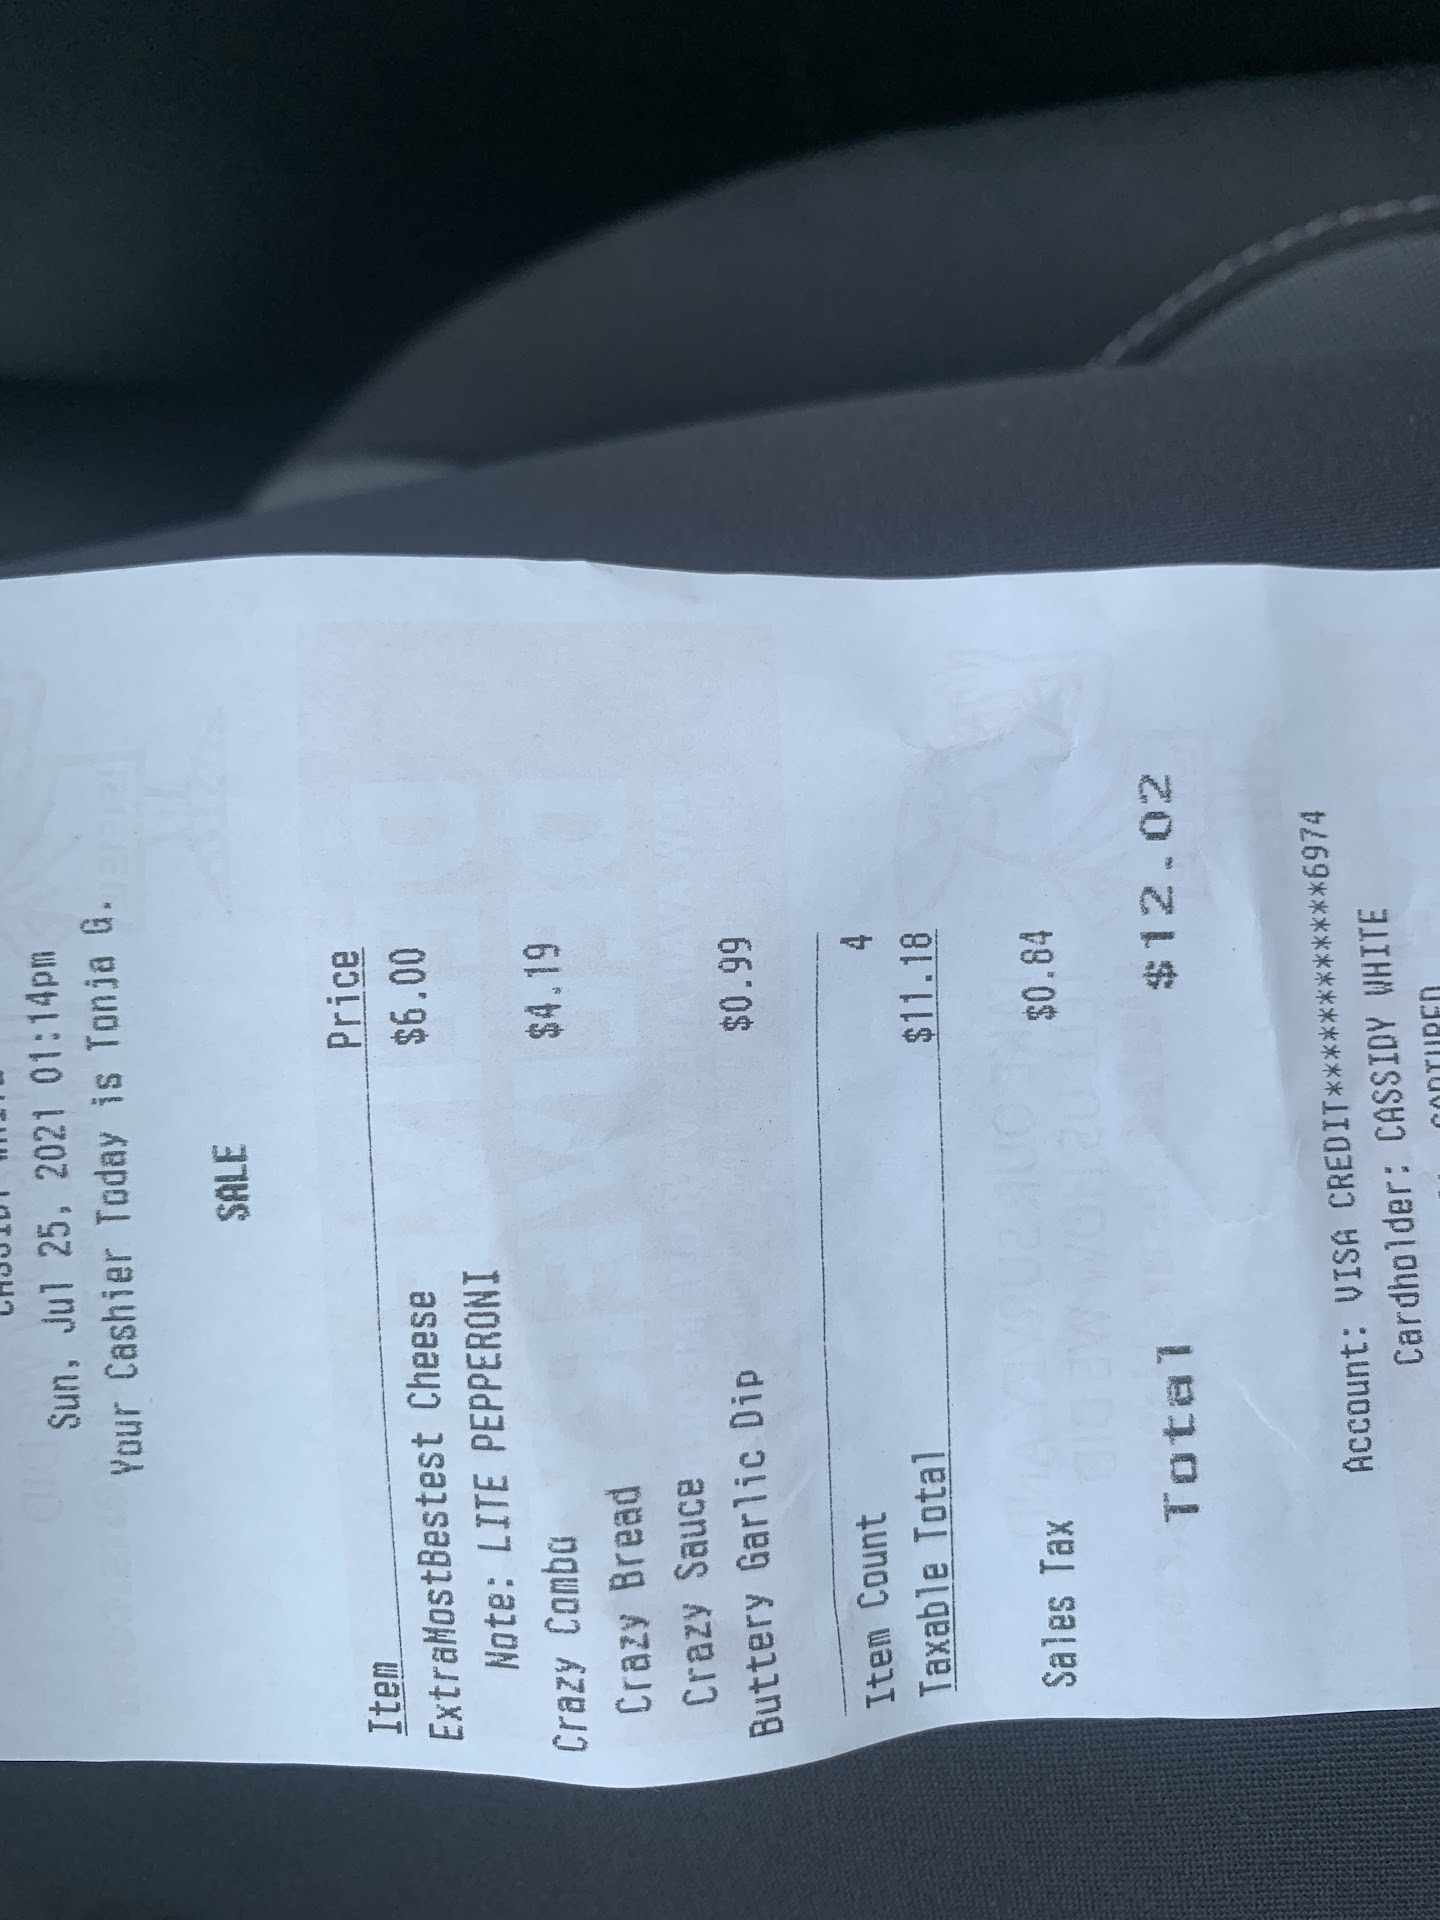 Sun, Jul 25, 2021 01:14pm
Your Cashier Today is Tonja G.
SALE
Item Price
ExtraMostBestest Cheese $6.00
Note: LITE PEPPERONI
Crazy Combo $4.19
Crazy Bread
Crazy Sauce
Buttery Garlic Dip $0.99
Item Count 4
Taxable Total $11.18
Sales Tax $0.84
Total $12.02
Account: VISA CREDIT************6974
Cardholder: CASSIDY WHITE